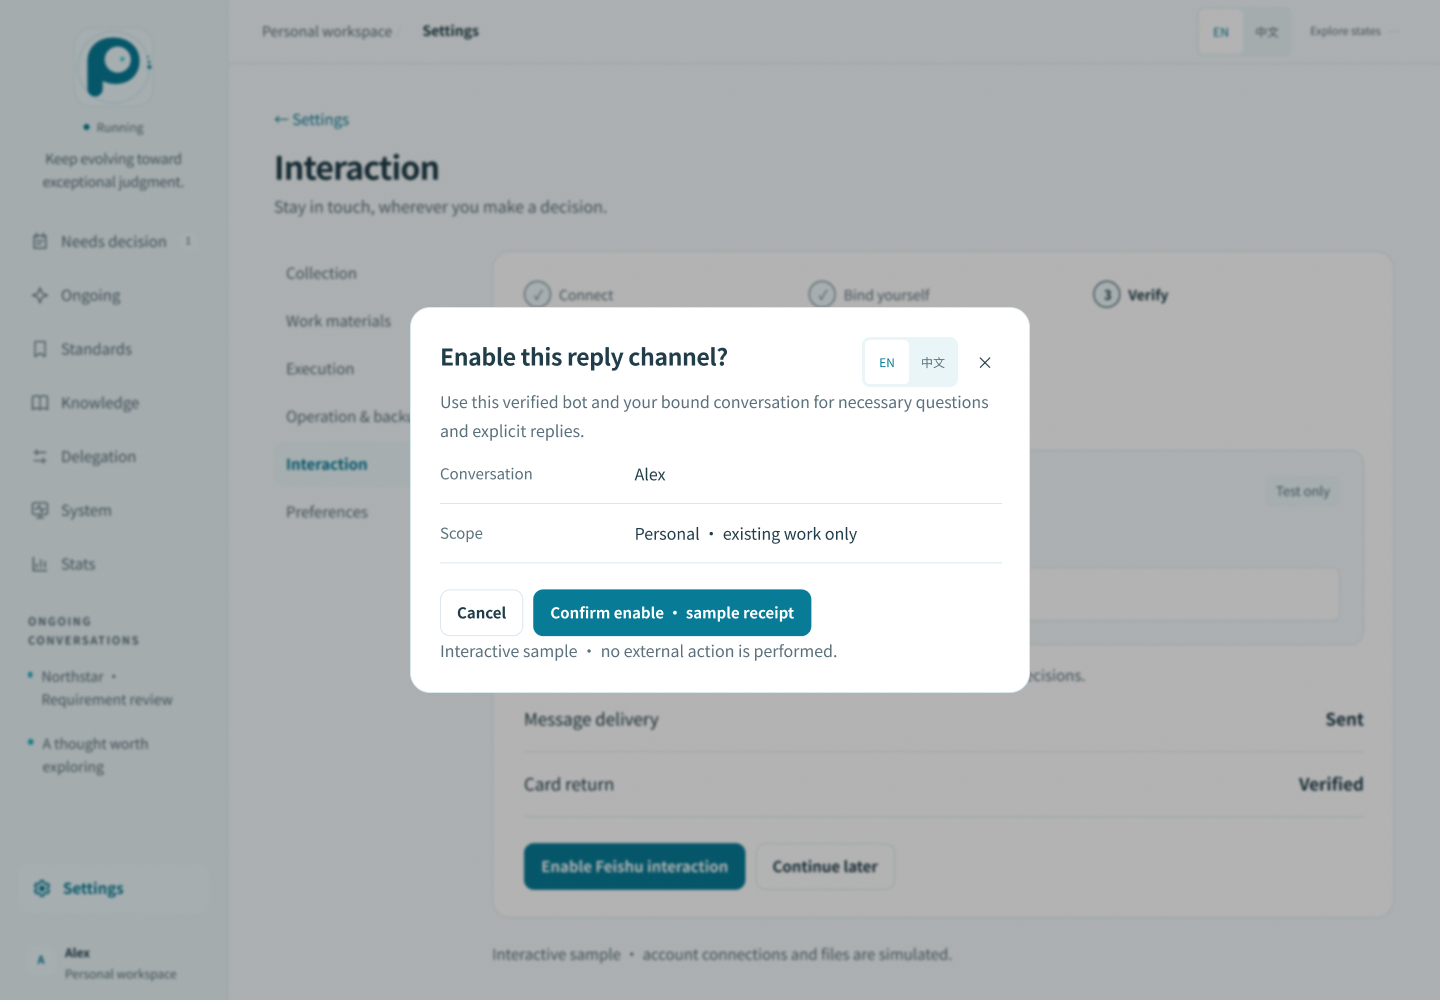 Running
Keep evolving toward
exceptional judgment.
Needs decision 1
Ongoing
Standards
Knowledge
Delegation
System
Stats
ONGOING
CONVERSATIONS
Northstar •
Requirement review
A thought worth
exploring
Settings
A
Alex
Personal workspace
Personal workspace Settings
EN 中文 Explore states
← Settings
Interaction
Stay in touch, wherever you make a decision.
Collection
Work materials
Execution
Operation &
Interaction
Preferences
✓ Connect ✓ Bind yourself 3 Verify
Enable this reply channel?
EN 中文 ×
Use this verified bot and your bound conversation for necessary questions
and explicit replies.
Conversation Alex
Scope Personal • existing work only
Cancel Confirm enable • sample receipt
Interactive sample • no external action is performed.
Test only
Message delivery Sent
Card return Verified
Enable Feishu interaction Continue later
Interactive sample • account connections and files are simulated.